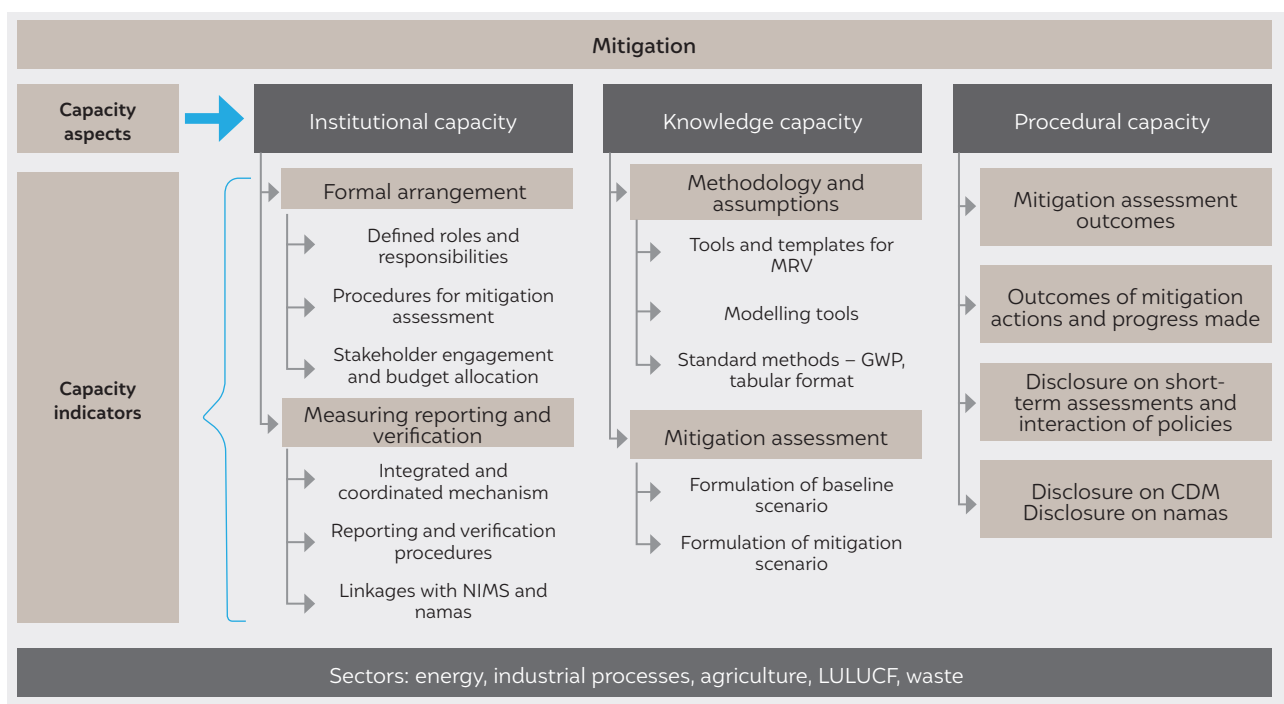 Mitigation
Capacity
aspects
Institutional capacity
Knowledge capacity
Procedural capacity
Capacity
indicators
Formal arrangement
Defined roles and
responsibilities
Procedures for mitigation
assessment
Stakeholder engagement
and budget allocation
Measuring reporting and
verification
Integrated and
coordinated mechanism
Reporting and verification
procedures
Linkages with NIMS and
namas
Methodology and
assumptions
Tools and templates for
MRV
Modelling tools
Standard methods – GWP,
tabular format
Mitigation assessment
Formulation of baseline
scenario
Formulation of mitigation
scenario
Mitigation assessment
outcomes
Outcomes of mitigation
actions and progress made
Disclosure on short-
term assessments and
interaction of policies
Disclosure on CDM
Disclosure on namas
Sectors: energy, industrial processes, agriculture, LULUCF, waste